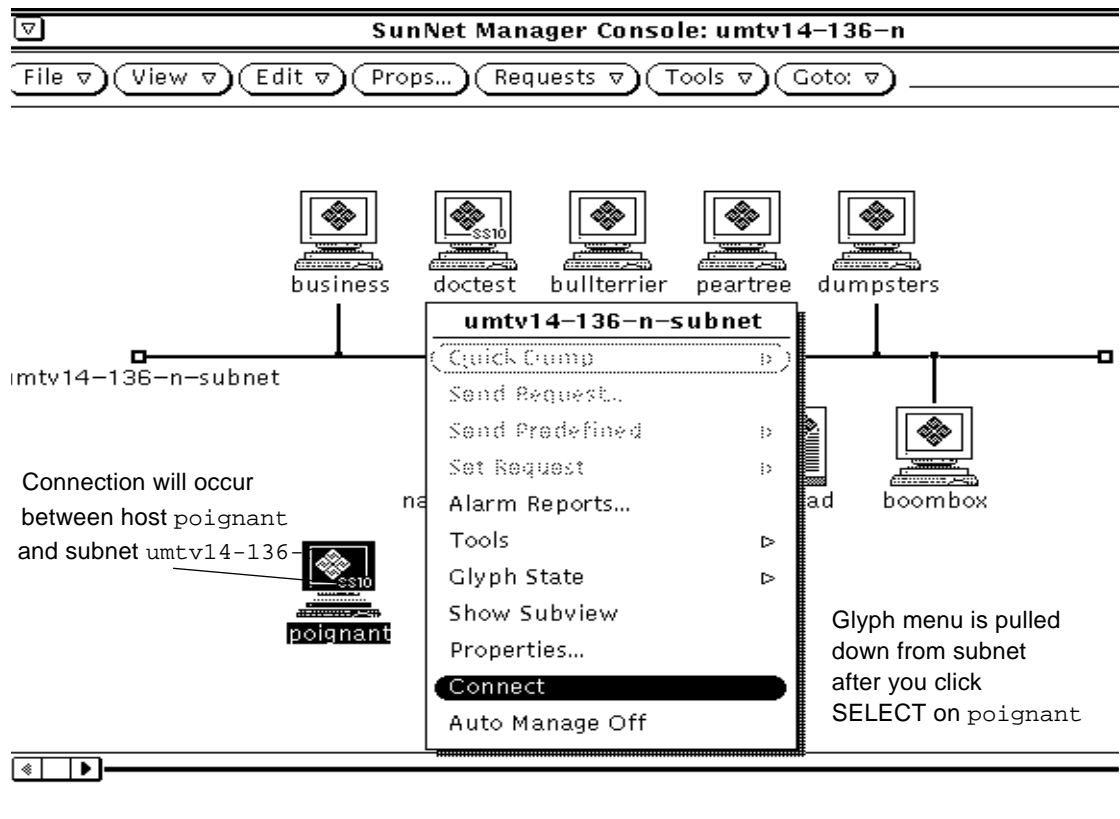 SunNet Manager Console: umtv14-136-n
File View Edit Props... Requests Tools Goto:
SS10
business doctest bullterrier peartree dumpsters
umtv14-136-n-subnet
Quick Dump
Send Request...
Send Predefined
Set Request
Alarm Reports...
Tools
Glyph State
Show Subview
Properties...
Connect
Auto Manage Off
umtv14-136-n-subnet
na
ad
boombox
Connection will occur
between host poignant
and subnet umtv14-136-
SS10
poignant
Glyph menu is pulled
down from subnet
after you click
SELECT on poignant